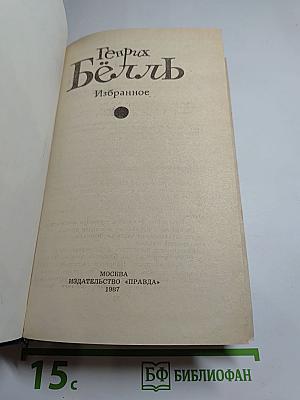 Генрих
БЁллЬ
Избранное
МОСКВА
ИЗДАТЕЛЬСТВО «ПРАВДА»
1987
15с
БФ БИБЛИОФАН